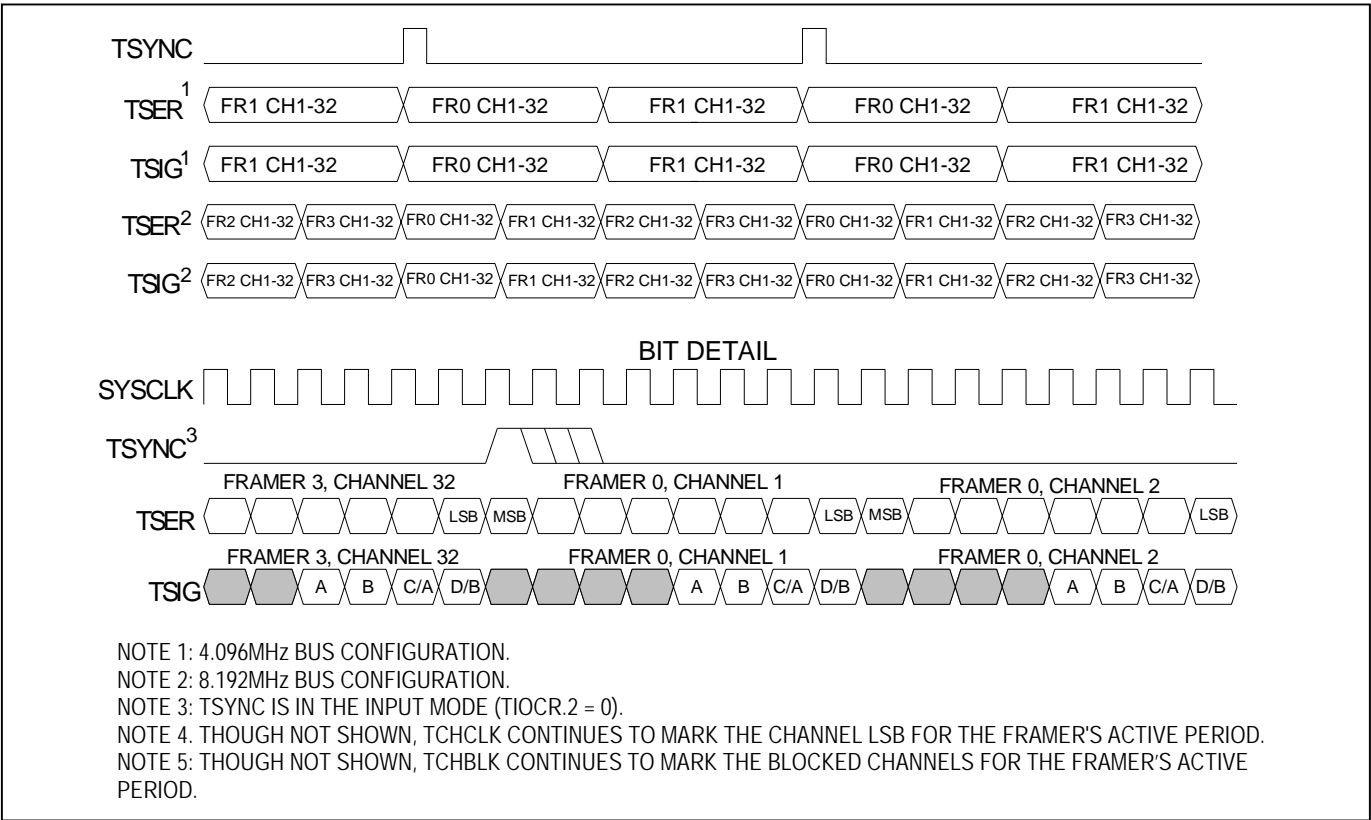 TSYNC
TSER1 FR1 CH1-32 FR0 CH1-32 FR1 CH1-32 FR0 CH1-32 FR1 CH1-32
TSIG1 FR1 CH1-32 FR0 CH1-32 FR1 CH1-32 FR0 CH1-32 FR1 CH1-32
TSER2 FR2 CH1-32 FR3 CH1-32 FR0 CH1-32 FR1 CH1-32 FR2 CH1-32 FR3 CH1-32 FR0 CH1-32 FR1 CH1-32 FR2 CH1-32 FR3 CH1-32
TSIG2 FR2 CH1-32 FR3 CH1-32 FR0 CH1-32 FR1 CH1-32 FR2 CH1-32 FR3 CH1-32 FR0 CH1-32 FR1 CH1-32 FR2 CH1-32 FR3 CH1-32
BIT DETAIL
SYSCLK
TSYNC3
FRAMER 3, CHANNEL 32 FRAMER 0, CHANNEL 1 FRAMER 0, CHANNEL 2
TSER LSB MSB LSB MSB LSB
FRAMER 3, CHANNEL 32 FRAMER 0, CHANNEL 1 FRAMER 0, CHANNEL 2
TSIG A B C/A D/B A B C/A D/B A B C/A D/B
NOTE 1: 4.096MHz BUS CONFIGURATION.
NOTE 2: 8.192MHz BUS CONFIGURATION.
NOTE 3: TSYNC IS IN THE INPUT MODE (TIOCR.2 = 0).
NOTE 4. THOUGH NOT SHOWN, TCHCLK CONTINUES TO MARK THE CHANNEL LSB FOR THE FRAMER'S ACTIVE PERIOD.
NOTE 5: THOUGH NOT SHOWN, TCHBLK CONTINUES TO MARK THE BLOCKED CHANNELS FOR THE FRAMER’S ACTIVE
PERIOD.